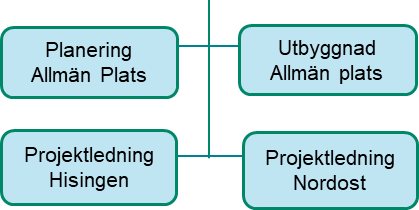 Planering
Allmän Plats
Utbyggnad
Allmän plats
Projektledning
Hisingen
Projektledning
Nordost